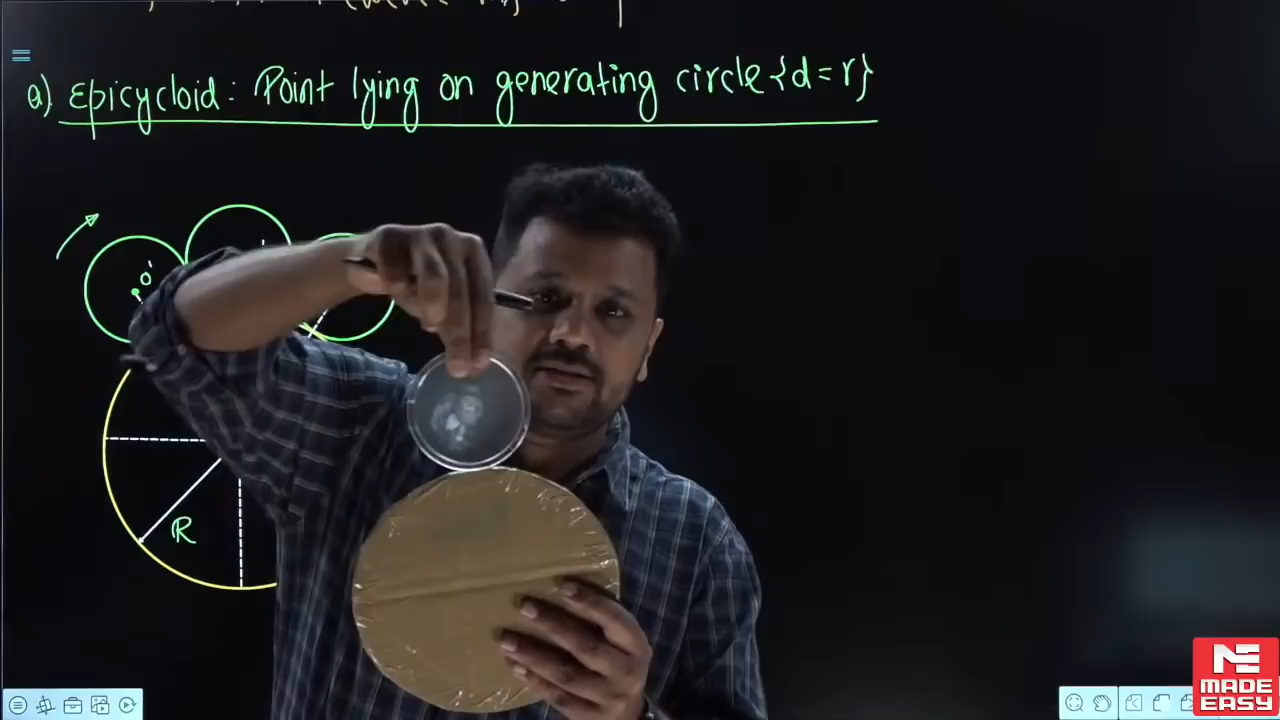 a) Epicycloid: Point lying on generating circle {d=r}
O'
R
MADE
EASY